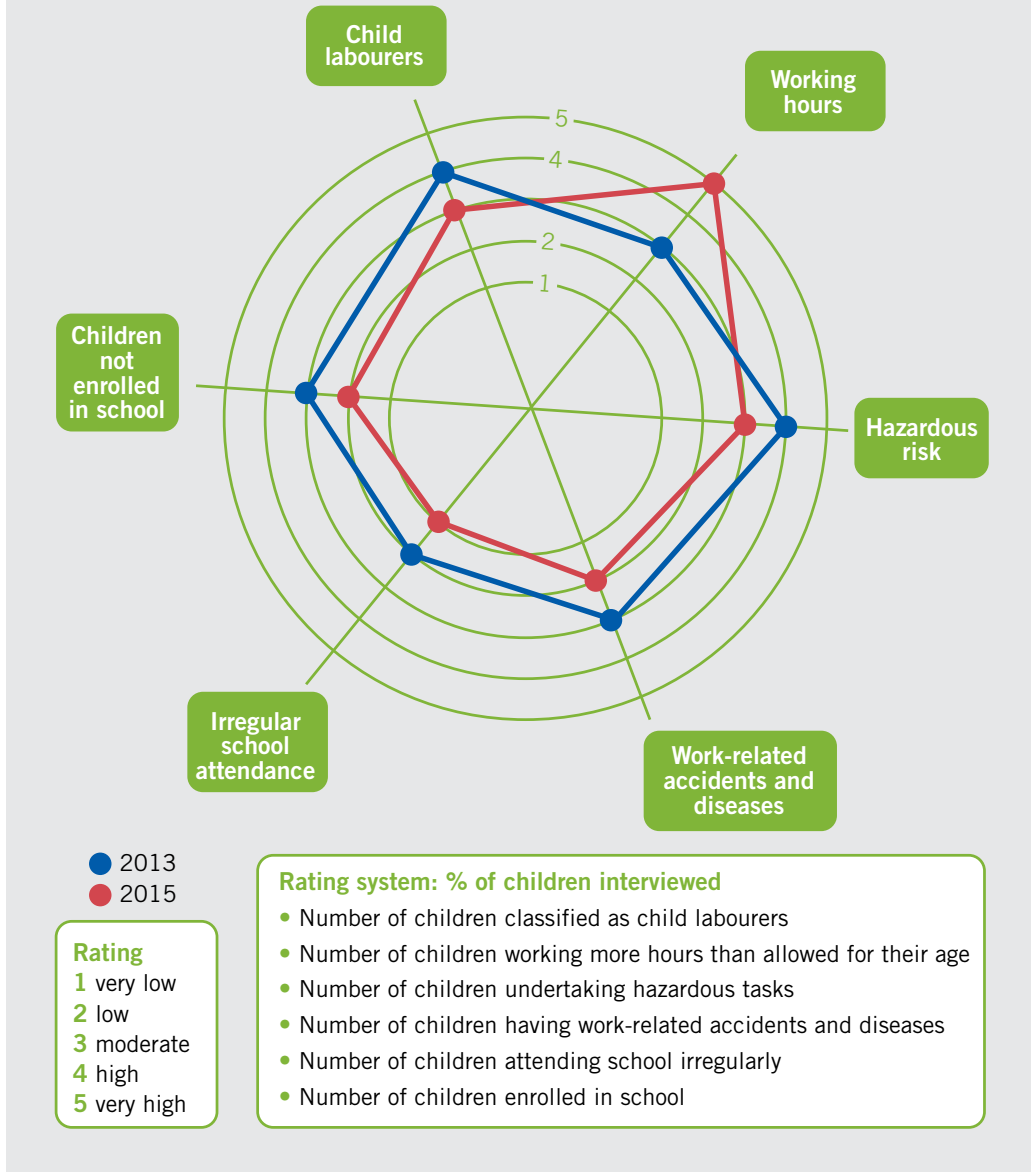 Child
labourers
Working
hours
5
4
2
1
Children
not
enrolled
in school
Hazardous
risk
Irregular
school
attendance
Work-related
accidents and
diseases
2013
2015
Rating
1 very low
2 low
3 moderate
4 high
5 very high
Rating system: % of children interviewed
• Number of children classified as child labourers
• Number of children working more hours than allowed for their age
• Number of children undertaking hazardous tasks
• Number of children having work-related accidents and diseases
• Number of children attending school irregularly
• Number of children enrolled in school